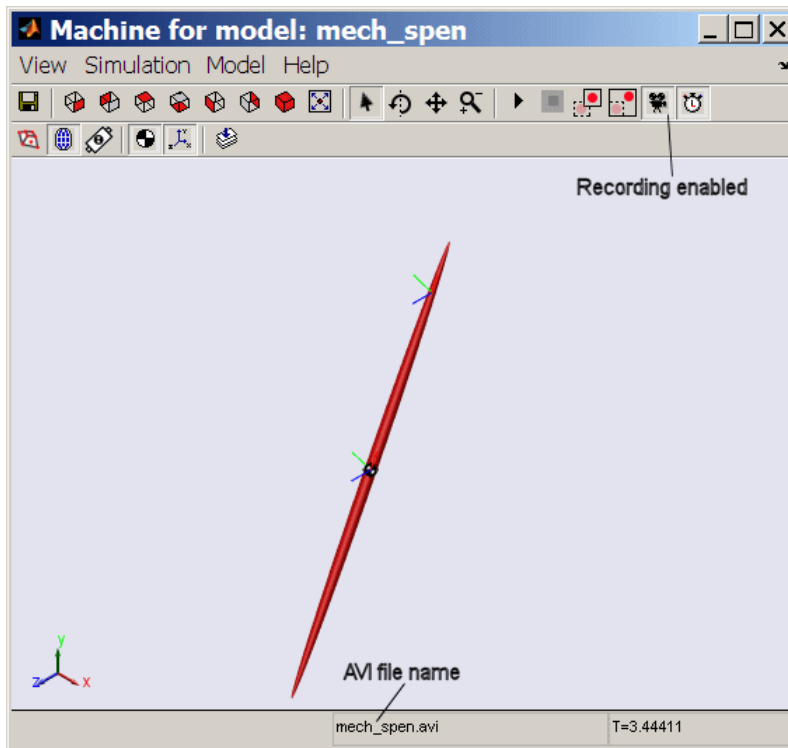 Machine for model: mech_spen
View Simulation Model Help
Recording enabled
y
z x
AVI file name
mech_spen.avi T=3.44411